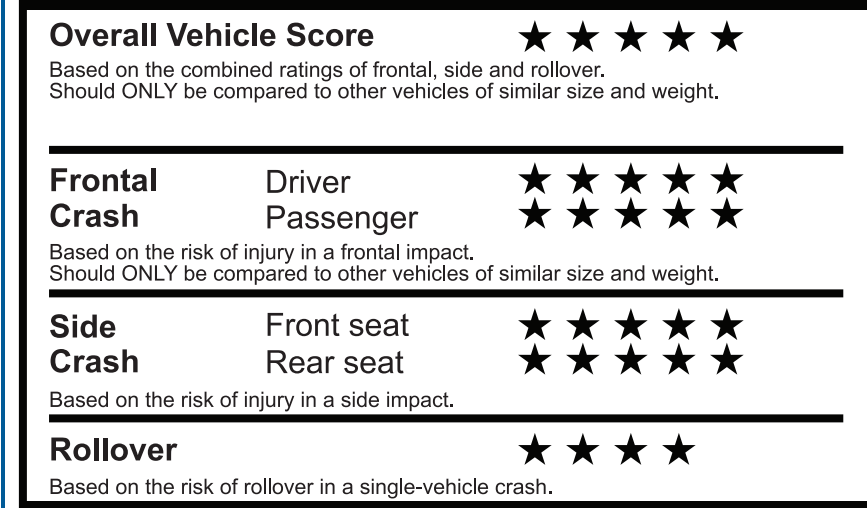 Overall Vehicle Score ★ ★ ★ ★ ★
Based on the combined ratings of frontal, side and rollover.
Should ONLY be compared to other vehicles of similar size and weight.
Frontal Driver ★ ★ ★ ★ ★
Crash Passenger ★ ★ ★ ★ ★
Based on the risk of injury in a frontal impact.
Should ONLY be compared to other vehicles of similar size and weight.
Side Front seat ★ ★ ★ ★ ★
Crash Rear seat ★ ★ ★ ★ ★
Based on the risk of injury in a side impact.
Rollover ★ ★ ★ ★
Based on the risk of rollover in a single-vehicle crash.